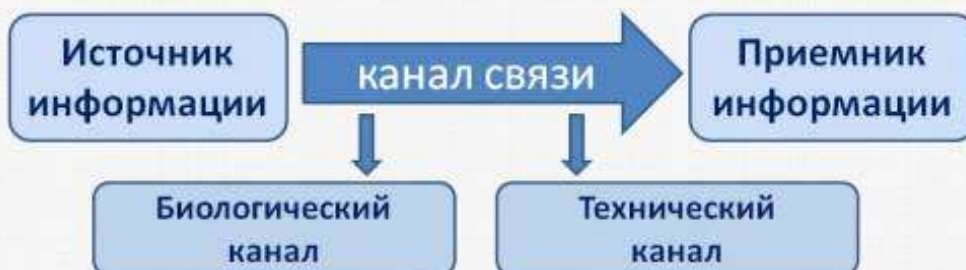 Источник
информации
канал связи
Приемник
информации
Биологический
канал
Технический
канал